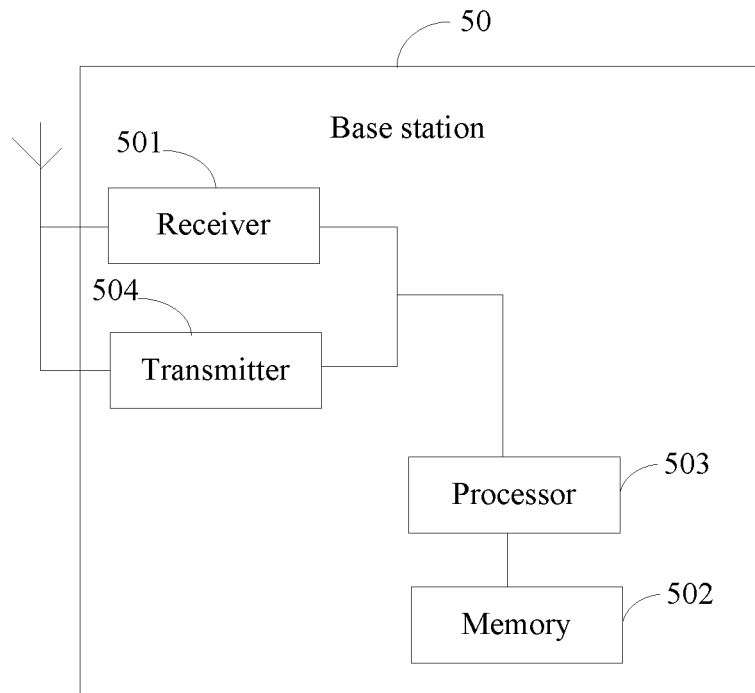 50
Base station
501
Receiver
504
Transmitter
503
Processor
502
Memory